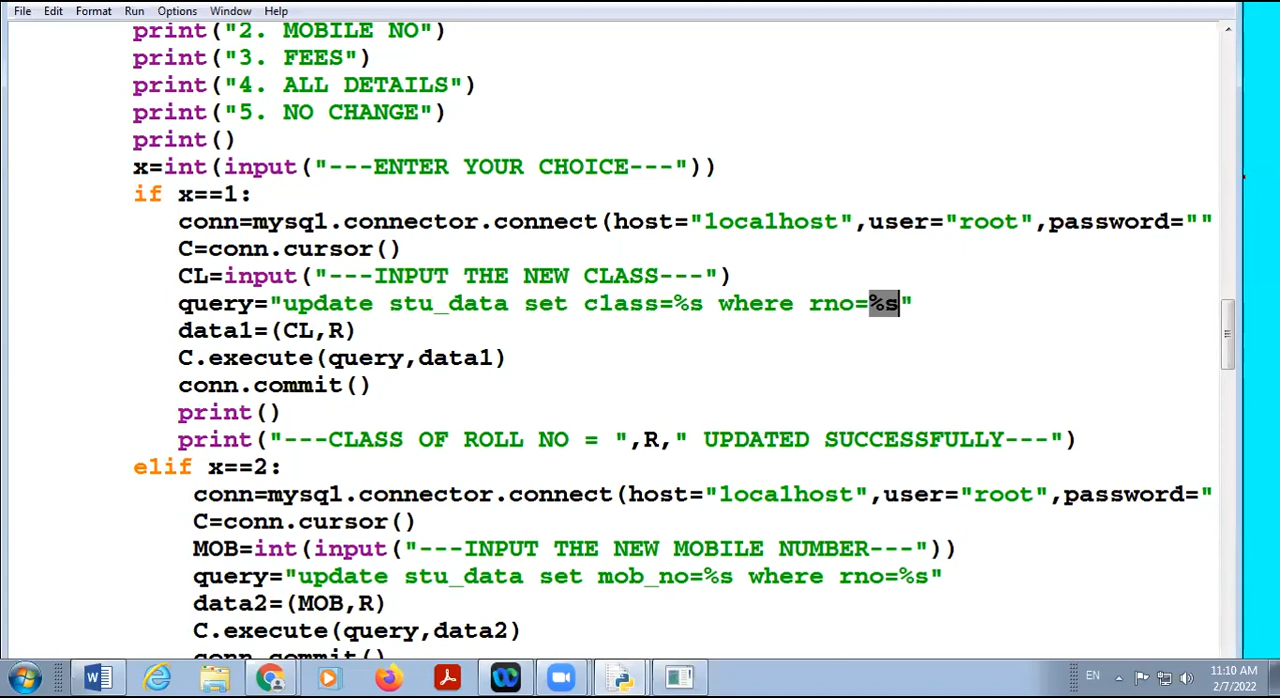 File Edit Format Run Options Window Help
print("2. MOBILE NO")
print("3. FEES")
print("4. ALL DETAILS")
print("5. NO CHANGE")
print()
x=int(input("---ENTER YOUR CHOICE---"))
if x==1:
conn=mysql.connector.connect(host="localhost",user="root",password=""
C=conn.cursor()
CL=input("---INPUT THE NEW CLASS---")
query="update stu_data set class=%s where rno=%s"
data1=(CL,R)
C.execute(query,data1)
conn.commit()
print()
print("---CLASS OF ROLL NO = ",R," UPDATED SUCCESSFULLY---")
elif x==2:
conn=mysql.connector.connect(host="localhost",user="root",password="
C=conn.cursor()
MOB=int(input("---INPUT THE NEW MOBILE NUMBER---"))
query="update stu_data set mob_no=%s where rno=%s"
data2=(MOB,R)
C.execute(query,data2)
conn.commit()
EN 11:10 AM
2/7/2022